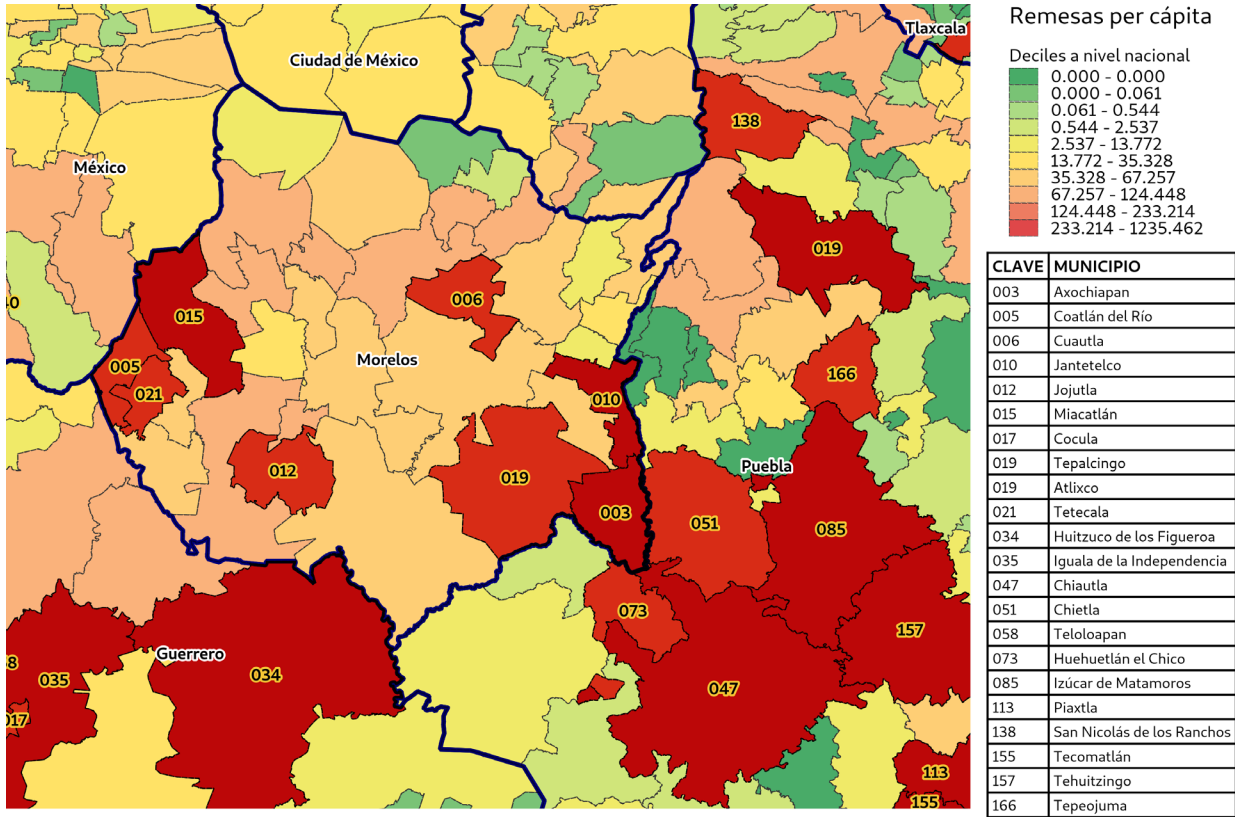 Remesas per cápita
Deciles a nivel nacional
0.000 - 0.000
0.000 - 0.061
0.061 - 0.544
0.544 - 2.537
2.537 - 13.772
13.772 - 35.328
35.328 - 67.257
67.257 - 124.448
124.448 - 233.214
233.214 - 1235.462
CLAVE MUNICIPIO
003 Axochiapan
005 Coatlán del Río
006 Cuautla
010 Jantetelco
012 Jojutla
015 Miacatlán
017 Cocula
019 Tepalcingo
019 Atlixco
021 Tetecala
034 Huitzuco de los Figueroa
035 Iguala de la Independencia
047 Chiautla
051 Chietla
058 Teloloapan
073 Huehuetlán el Chico
085 Izúcar de Matamoros
113 Piaxtla
138 San Nicolás de los Ranchos
155 Tecomatlán
157 Tehuitzingo
166 Tepeojuma
Tlaxcala
Ciudad de México
138
México
019
006
015
Morelos
005
166
021
010
Puebla
012
019
003
051
085
073
157
Guerrero
8
035
034
047
017
113
155